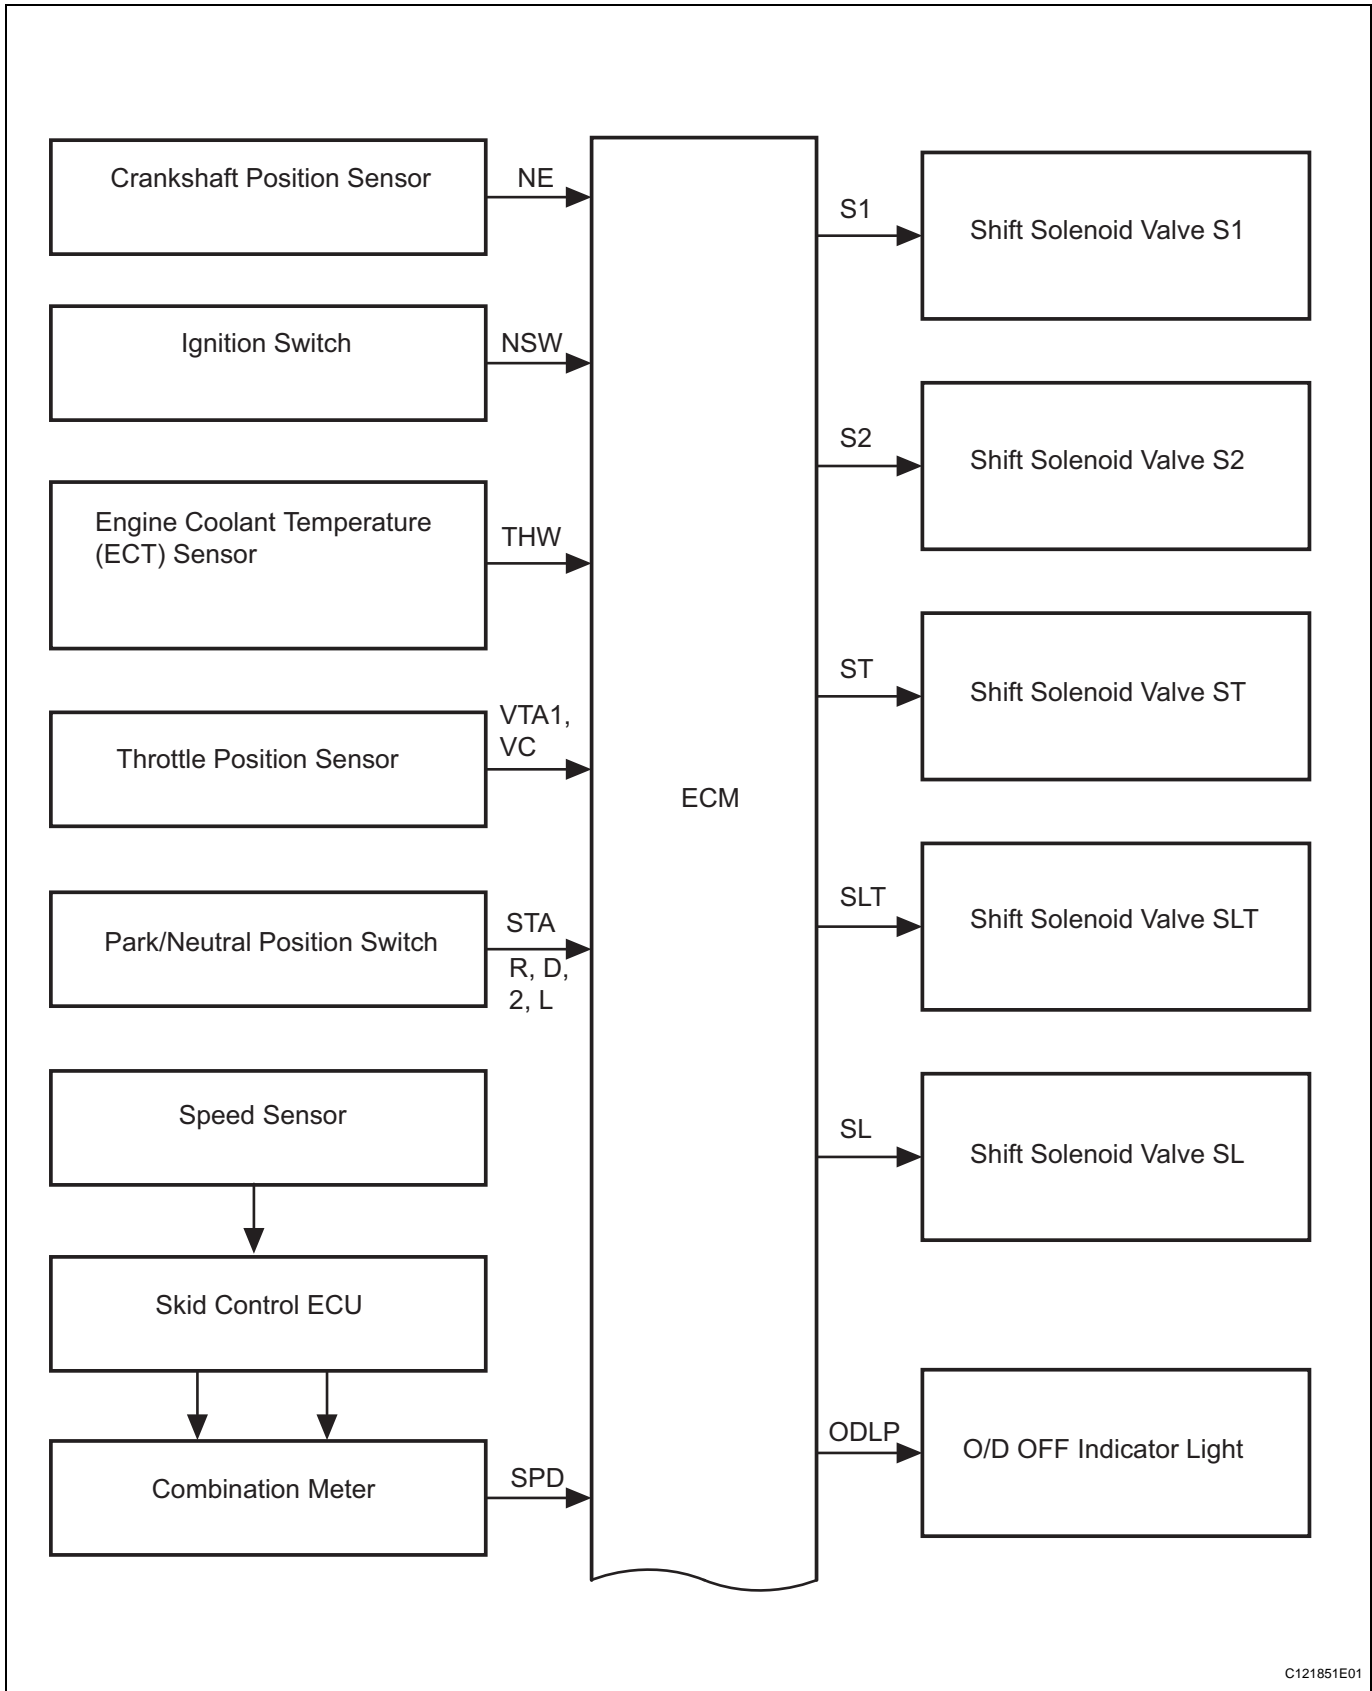 Crankshaft Position Sensor
NE
Ignition Switch
NSW
Engine Coolant Temperature
(ECT) Sensor
THW
Throttle Position Sensor
VTA1,
VC
Park/Neutral Position Switch
STA
R, D,
2, L
Speed Sensor
Skid Control ECU
Combination Meter
SPD
ECM
S1
Shift Solenoid Valve S1
S2
Shift Solenoid Valve S2
ST
Shift Solenoid Valve ST
SLT
Shift Solenoid Valve SLT
SL
Shift Solenoid Valve SL
ODLP
O/D OFF Indicator Light
C121851E01